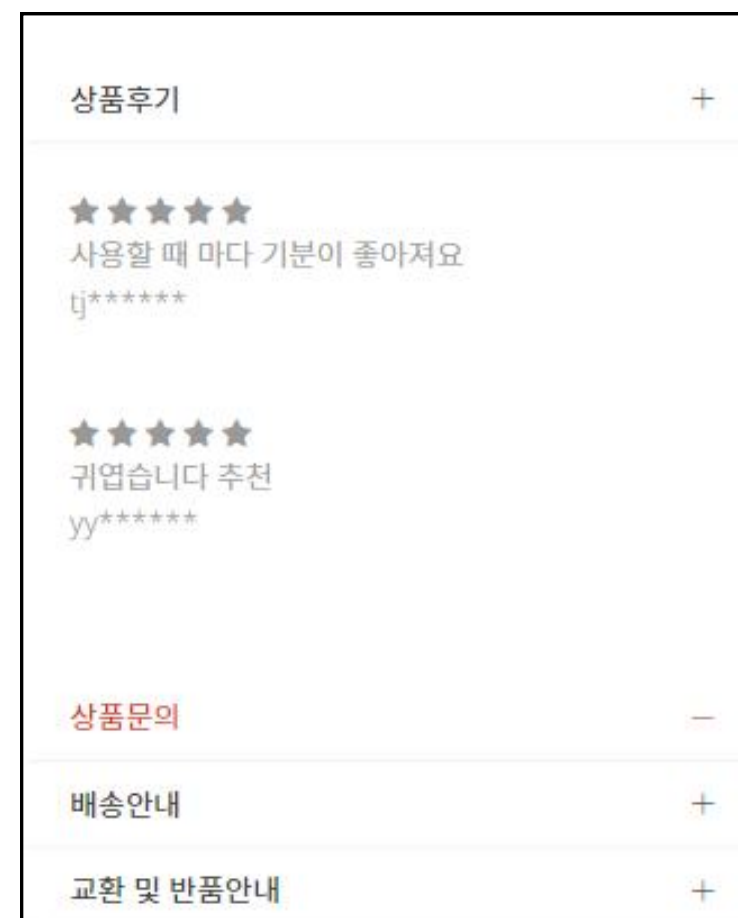 상품후기 +
★★★★★
사용할 때 마다 기분이 좋아져요
tj******
★★★★★
귀엽습니다 추천
yy******
상품문의 −
배송안내 +
교환 및 반품안내 +